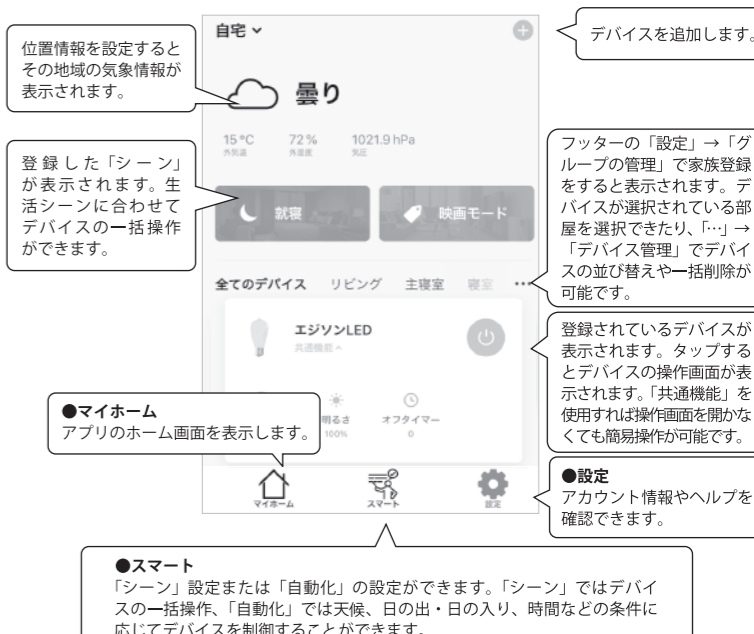 自宅
デバイスを追加します。
位置情報を設定すると
その地域の気象情報が
表示されます。
曇り
15°C
72%
1021.9 hPa
外気温
外湿度
気圧
登録した「シーン」
が表示されます。生
活シーンに合わせて
デバイスの一括操作
ができます。
就寝
映画モード
フッターの「設定」→「グ
ループの管理」で家族登録
をすると表示されます。デ
バイスが選択されている部
屋を選択できたり、「…」→
「デバイス管理」でデバイ
スの並び替えや一括削除が
可能です。
全てのデバイス
リビング
主寝室
寝室
…
エジソンLED
共通機能
登録されているデバイスが
表示されます。タップする
とデバイスの操作画面が表
示されます。「共通機能」を
使用すれば操作画面を開かな
くても簡易操作が可能です。
●マイホーム
アプリのホーム画面を表示します。
明るさ
オフタイマー
100%
0
マイホーム
スマート
設定
●設定
アカウント情報やヘルプを
確認できます。
●スマート
「シーン」設定または「自動化」の設定ができます。「シーン」ではデバイ
スの一括操作、「自動化」では天候、日の出・日の入り、時間などの条件に
応じてデバイスを制御することができます。